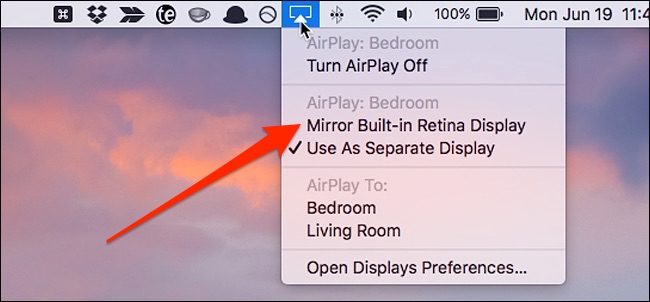 te
100%
Mon Jun 19
11:4
AirPlay: Bedroom
Turn AirPlay Off
AirPlay: Bedroom
Mirror Built-in Retina Display
✓ Use As Separate Display
AirPlay To:
Bedroom
Living Room
Open Displays Preferences...